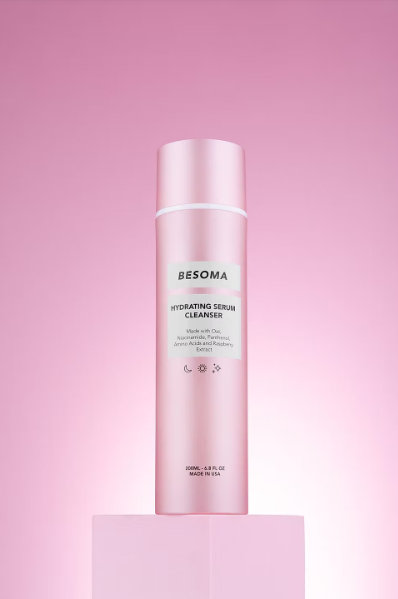 BESOMA
HYDRATING SERUM
CLEANSER
Made with Oat,
Niacinamide, Panthenol,
Amino Acids and Raspberry
Extract
200ML - 6.8 FL OZ
MADE IN USA